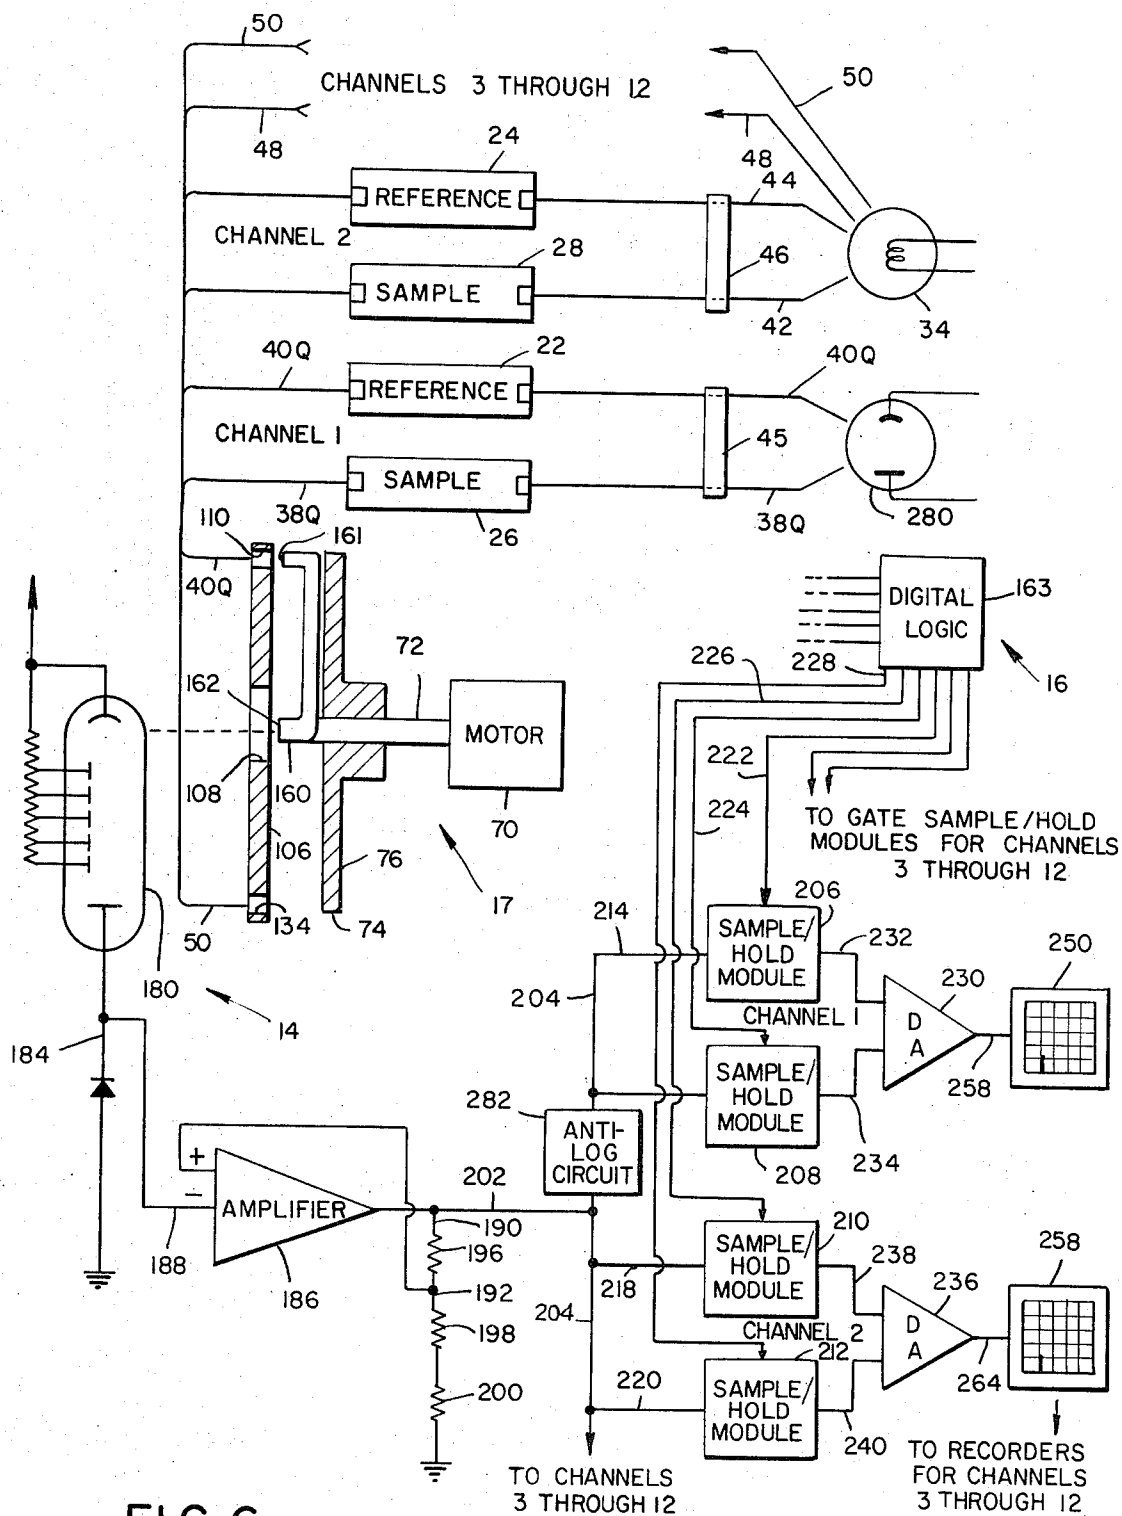 50
CHANNELS 3 THROUGH 12
50
48
48
24
44
REFERENCE
CHANNEL 2
28
46
SAMPLE
42
34
40Q
22
40Q
REFERENCE
CHANNEL 1
45
SAMPLE
38Q
26
38Q
280
110
161
40Q
DIGITAL
LOGIC
163
228
16
226
72
162
MOTOR
222
108
160
70
224
TO GATE SAMPLE/HOLD
MODULES FOR CHANNELS
3 THROUGH 12
106
76
17
50
134
74
180
14
214
SAMPLE/
HOLD
MODULE
206
232
250
204
230
CHANNEL 1
D
A
258
184
282
SAMPLE/
HOLD
MODULE
208
234
ANTI-
LOG
CIRCUIT
+
−
AMPLIFIER
202
188
190
196
186
192
198
200
SAMPLE/
HOLD
MODULE
210
238
258
218
236
204
CHANNEL 2
D
A
212
264
220
SAMPLE/
HOLD
MODULE
240
TO CHANNELS
3 THROUGH 12
TO RECORDERS
FOR CHANNELS
3 THROUGH 12